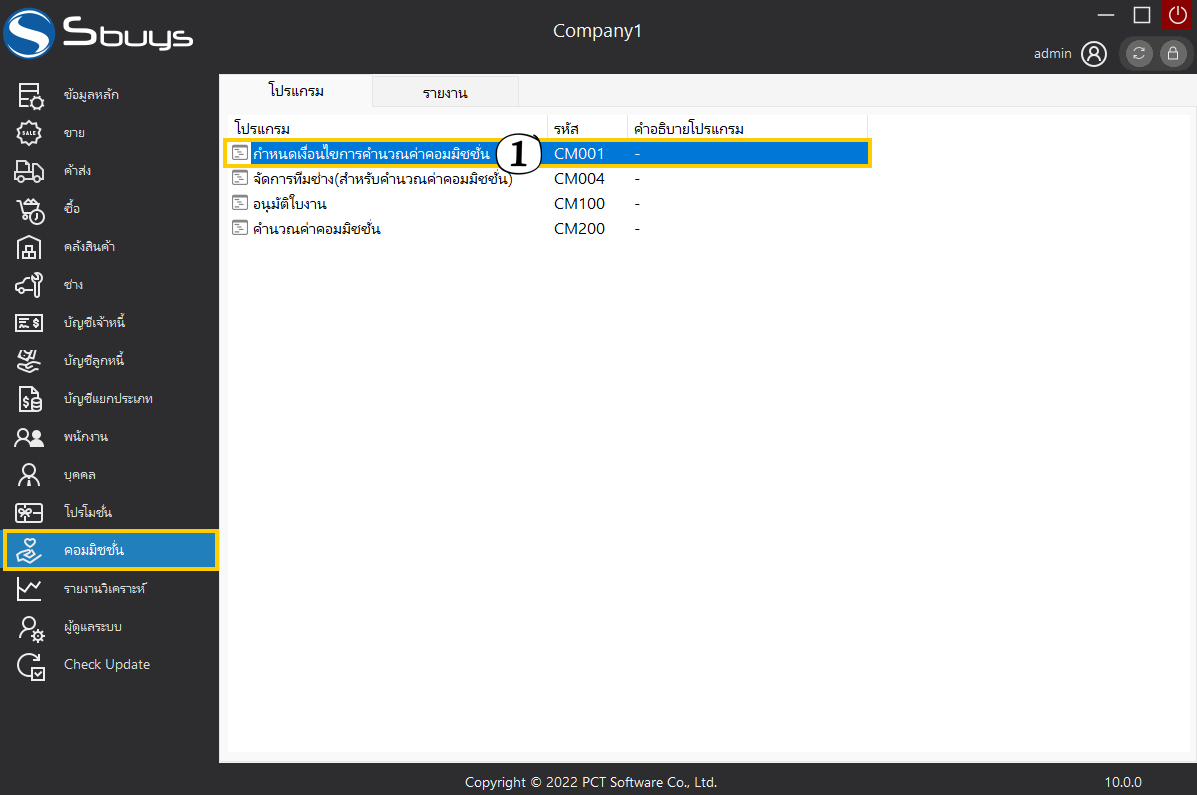 Sbuys
Company1
admin
ข้อมูลหลัก
ขาย
ค้าส่ง
ซื้อ
คลังสินค้า
ช่าง
บัญชีเจ้าหนี้
บัญชีลูกหนี้
บัญชีแยกประเภท
พนักงาน
บุคคล
โปรโมชั่น
คอมมิชชั่น
รายงานวิเคราะห์
ผู้ดูแลระบบ
Check Update
SALE
โปรแกรม รายงาน
โปรแกรม รหัส คำอธิบายโปรแกรม
กำหนดเงื่อนไขการคำนวณค่าคอมมิชชั่น 1 CM001 -
จัดการทีมช่าง(สำหรับคำนวณค่าคอมมิชชั่น) CM004 -
อนุมัติใบงาน CM100 -
คำนวณค่าคอมมิชชั่น CM200 -
Copyright © 2022 PCT Software Co., Ltd. 10.0.0